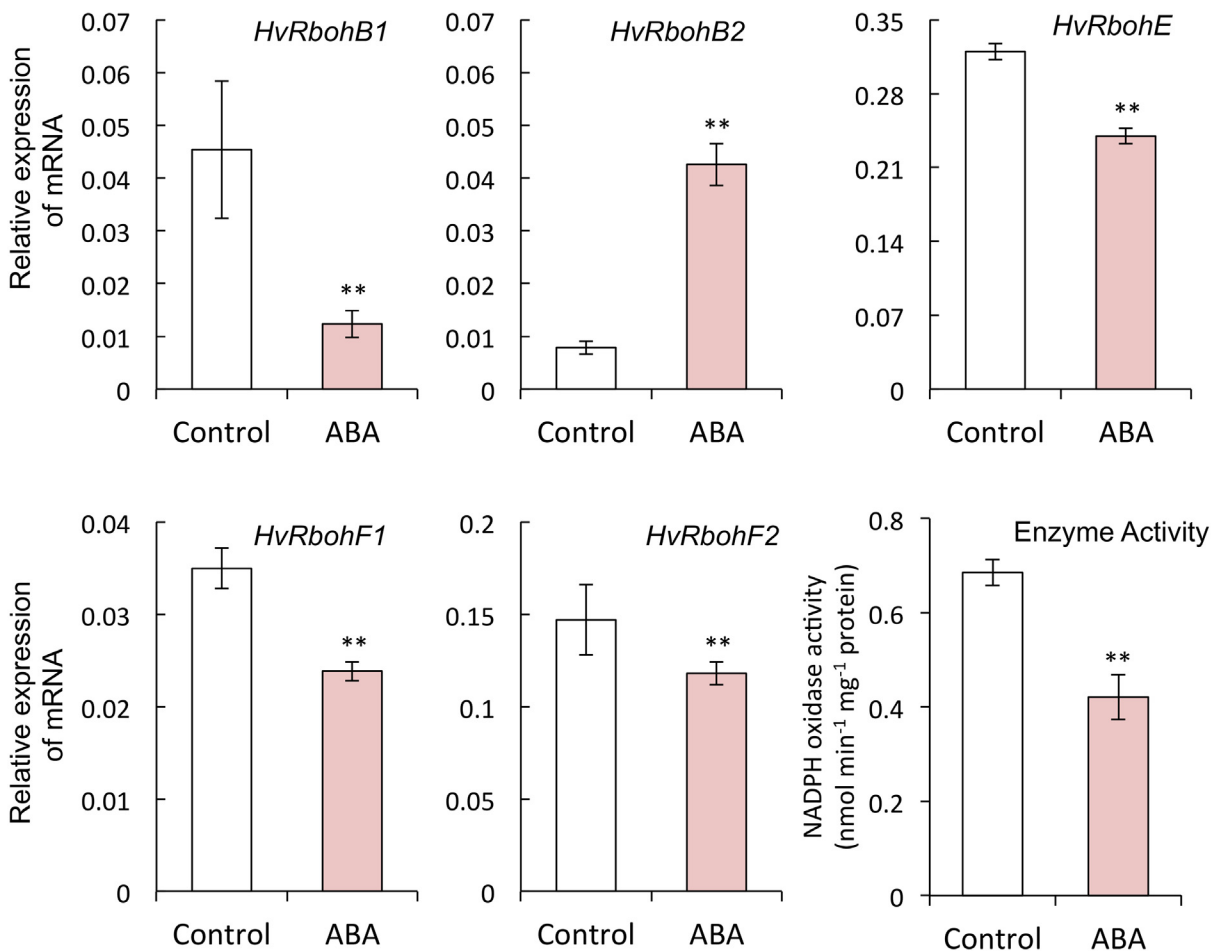 HvRbohB1
Relative expression
of mRNA
0.07
0.06
0.05
0.04
0.03
0.02
0.01
0
**
Control ABA
HvRbohB2
0.07
0.06
0.05
0.04
0.03
0.02
0.01
0
**
Control ABA
HvRbohE
0.35
0.28
0.21
0.14
0.07
0
**
Control ABA
HvRbohF1
Relative expression
of mRNA
0.04
0.03
0.02
0.01
0
**
Control ABA
HvRbohF2
0.2
0.15
0.1
0.05
0
**
Control ABA
Enzyme Activity
NADPH oxidase activity
(nmol min⁻¹ mg⁻¹ protein)
0.8
0.6
0.4
0.2
0
**
Control ABA